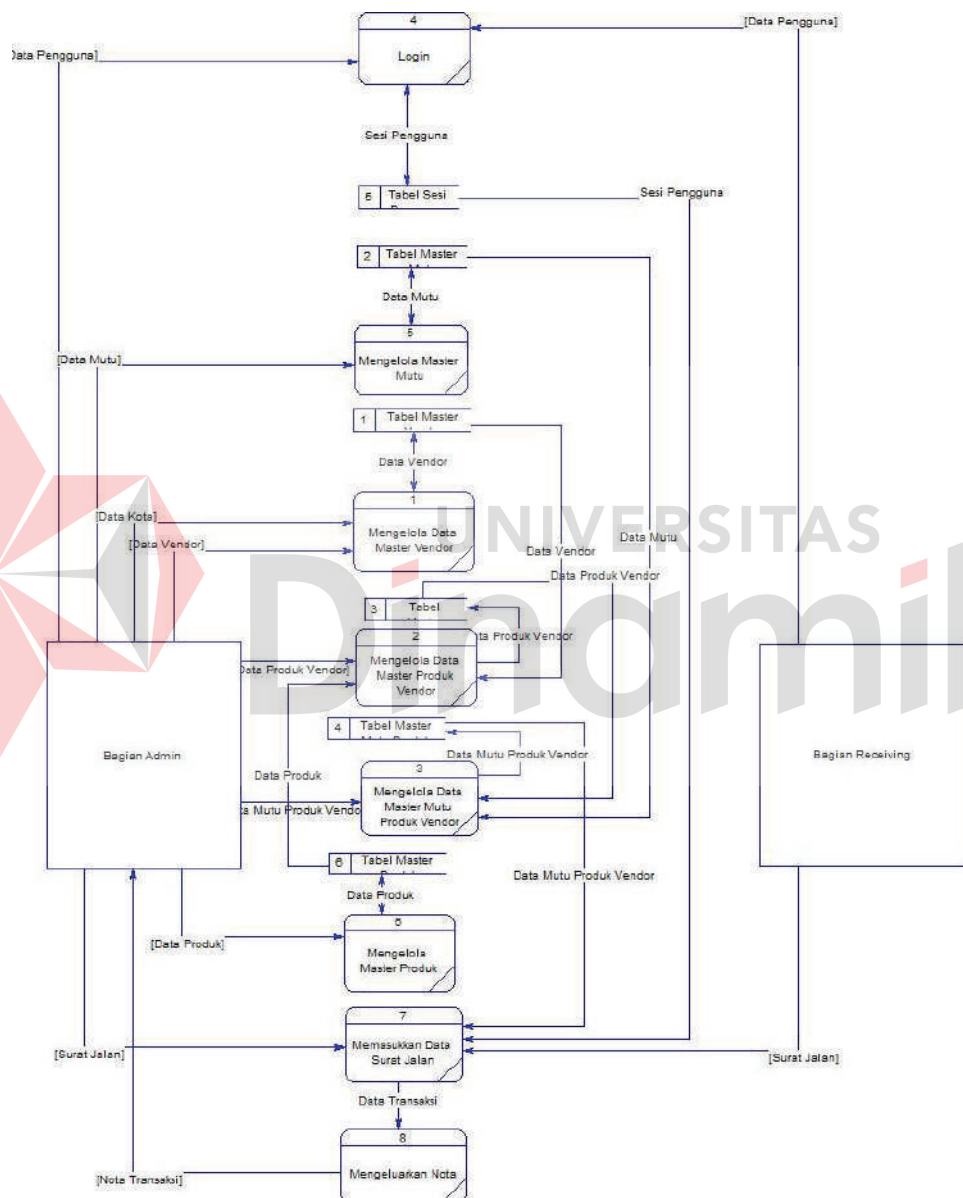 4
Login
[Data Pengguna]
Data Pengguna]
Sesi Pengguna
5
Tabel Sesi
Sesi Pengguna
2
Tabel Master
Data Mutu
5
Mengelola Master
Mutu
[Data Mutu]
1
Tabel Master
Data Vendor
1
Mengelola Data
Master Vendor
[Data Kota]
[Data Vendor]
UNIVERSITAS
Dinamik
Data Vendor
Data Mutu
Data Produk Vendor
3
Tabel
2
Mengelola Data
Master Produk
Vendor
Data Produk Vendor
Data Produk Vendor]
4
Tabel Master
Data Mutu Produk Vendor
Bagian Admin
Bagian Receiving
Data Produk
3
Mengelola Data
Master Mutu
Produk Vendor
Mutu Produk Vendo
6
Tabel Master
Data Mutu Produk Vendor
Data Produk
6
Mengelola
Master Produk
[Data Produk]
7
Memasukkan Data
Surat Jalan
[Surat Jalan]
[Surat Jalan]
Data Transaksi
8
Mengeluarkan Nota
[Nota Transaksi]